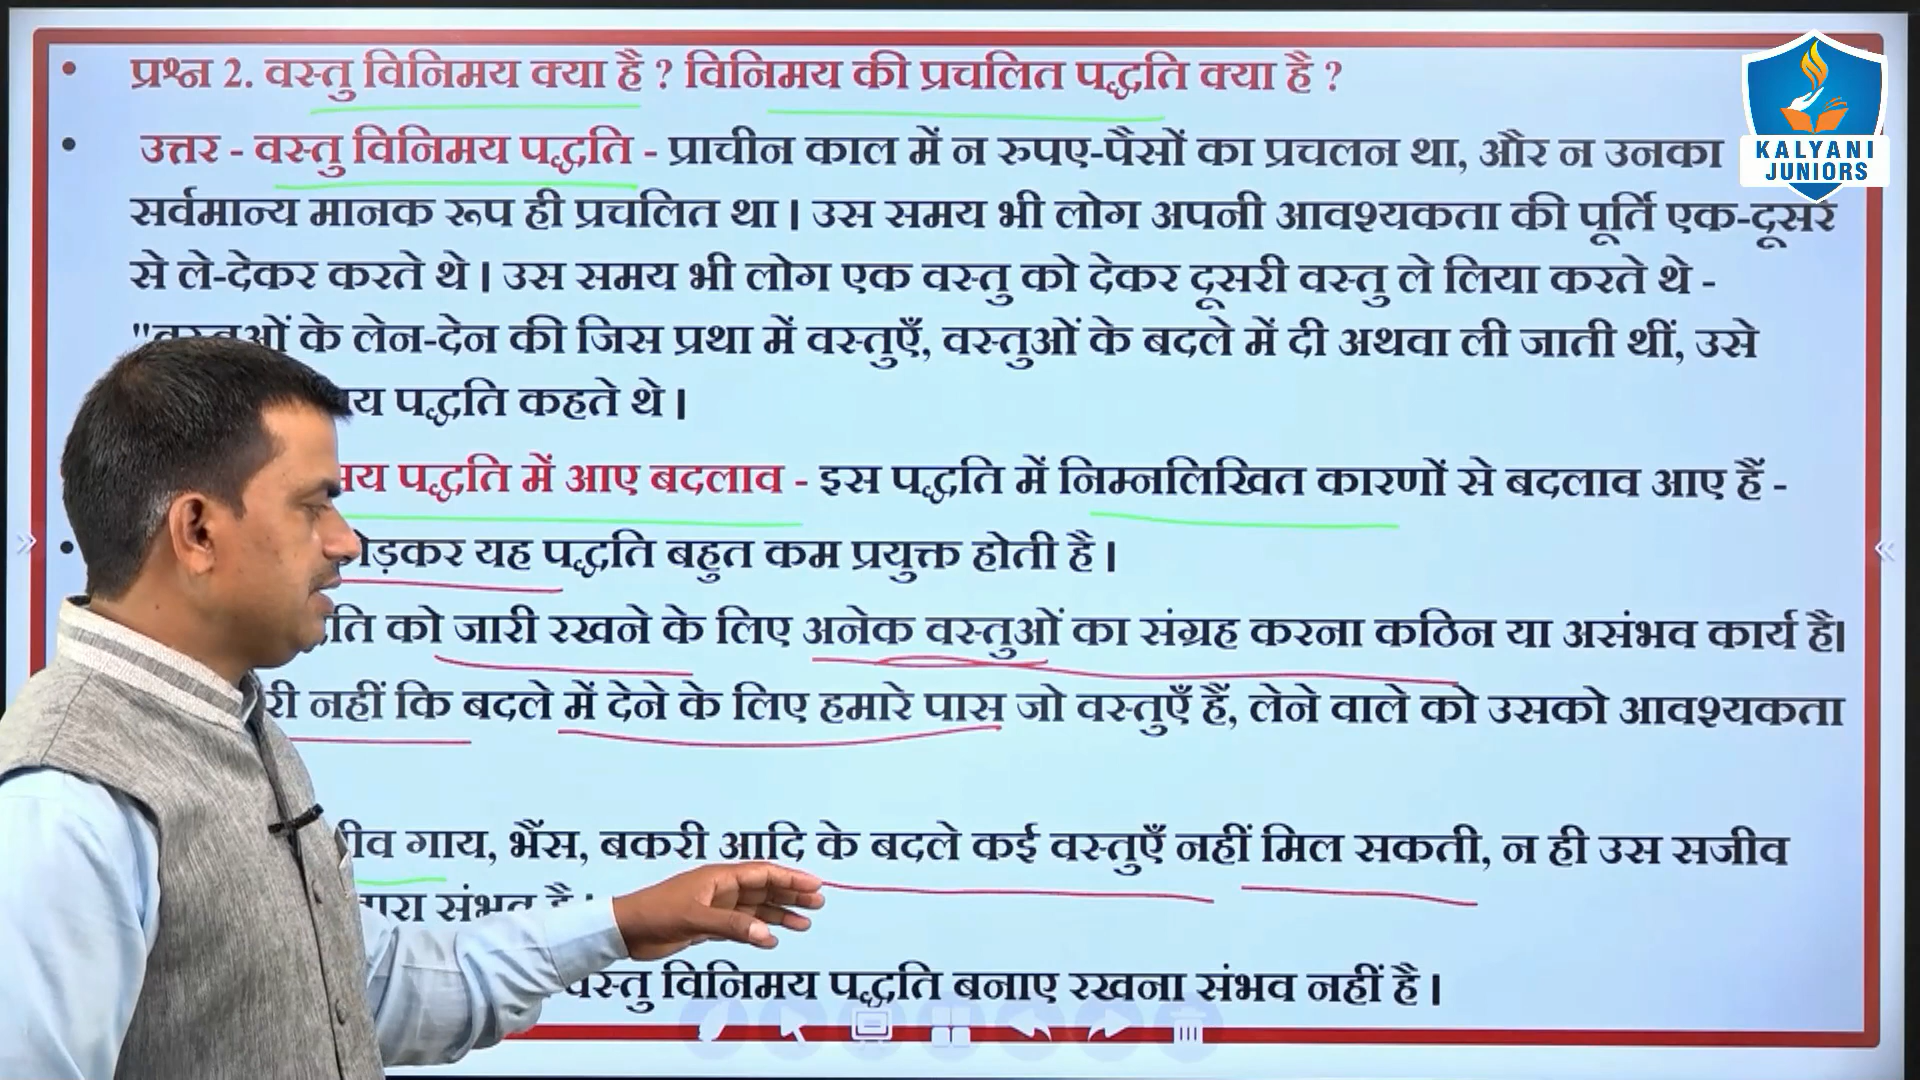 प्रश्न 2. वस्तु विनिमय क्या है ? विनिमय की प्रचलित पद्धति क्या है ?
उत्तर - वस्तु विनिमय पद्धति - प्राचीन काल में न रुपए-पैसों का प्रचलन था, और न उनका
सर्वमान्य मानक रूप ही प्रचलित था । उस समय भी लोग अपनी आवश्यकता की पूर्ति एक-दूसरे
से ले-देकर करते थे । उस समय भी लोग एक वस्तु को देकर दूसरी वस्तु ले लिया करते थे -
के लेन-देन की जिस प्रथा में वस्तुएँ, वस्तुओं के बदले में दी अथवा ली जाती थीं, उसे
पद्धति कहते थे ।
पद्धति में आए बदलाव - इस पद्धति में निम्नलिखित कारणों से बदलाव आए हैं -
यह पद्धति बहुत कम प्रयुक्त होती है ।
को जारी रखने के लिए अनेक वस्तुओं का संग्रह करना कठिन या असंभव कार्य है।
नहीं कि बदले में देने के लिए हमारे पास जो वस्तुएँ हैं, लेने वाले को उसको आवश्यकता
गाय, भैंस, बकरी आदि के बदले कई वस्तुएँ नहीं मिल सकती, न ही उस सजीव
संभव है ।
वस्तु विनिमय पद्धति बनाए रखना संभव नहीं है ।
KALYANI
JUNIORS